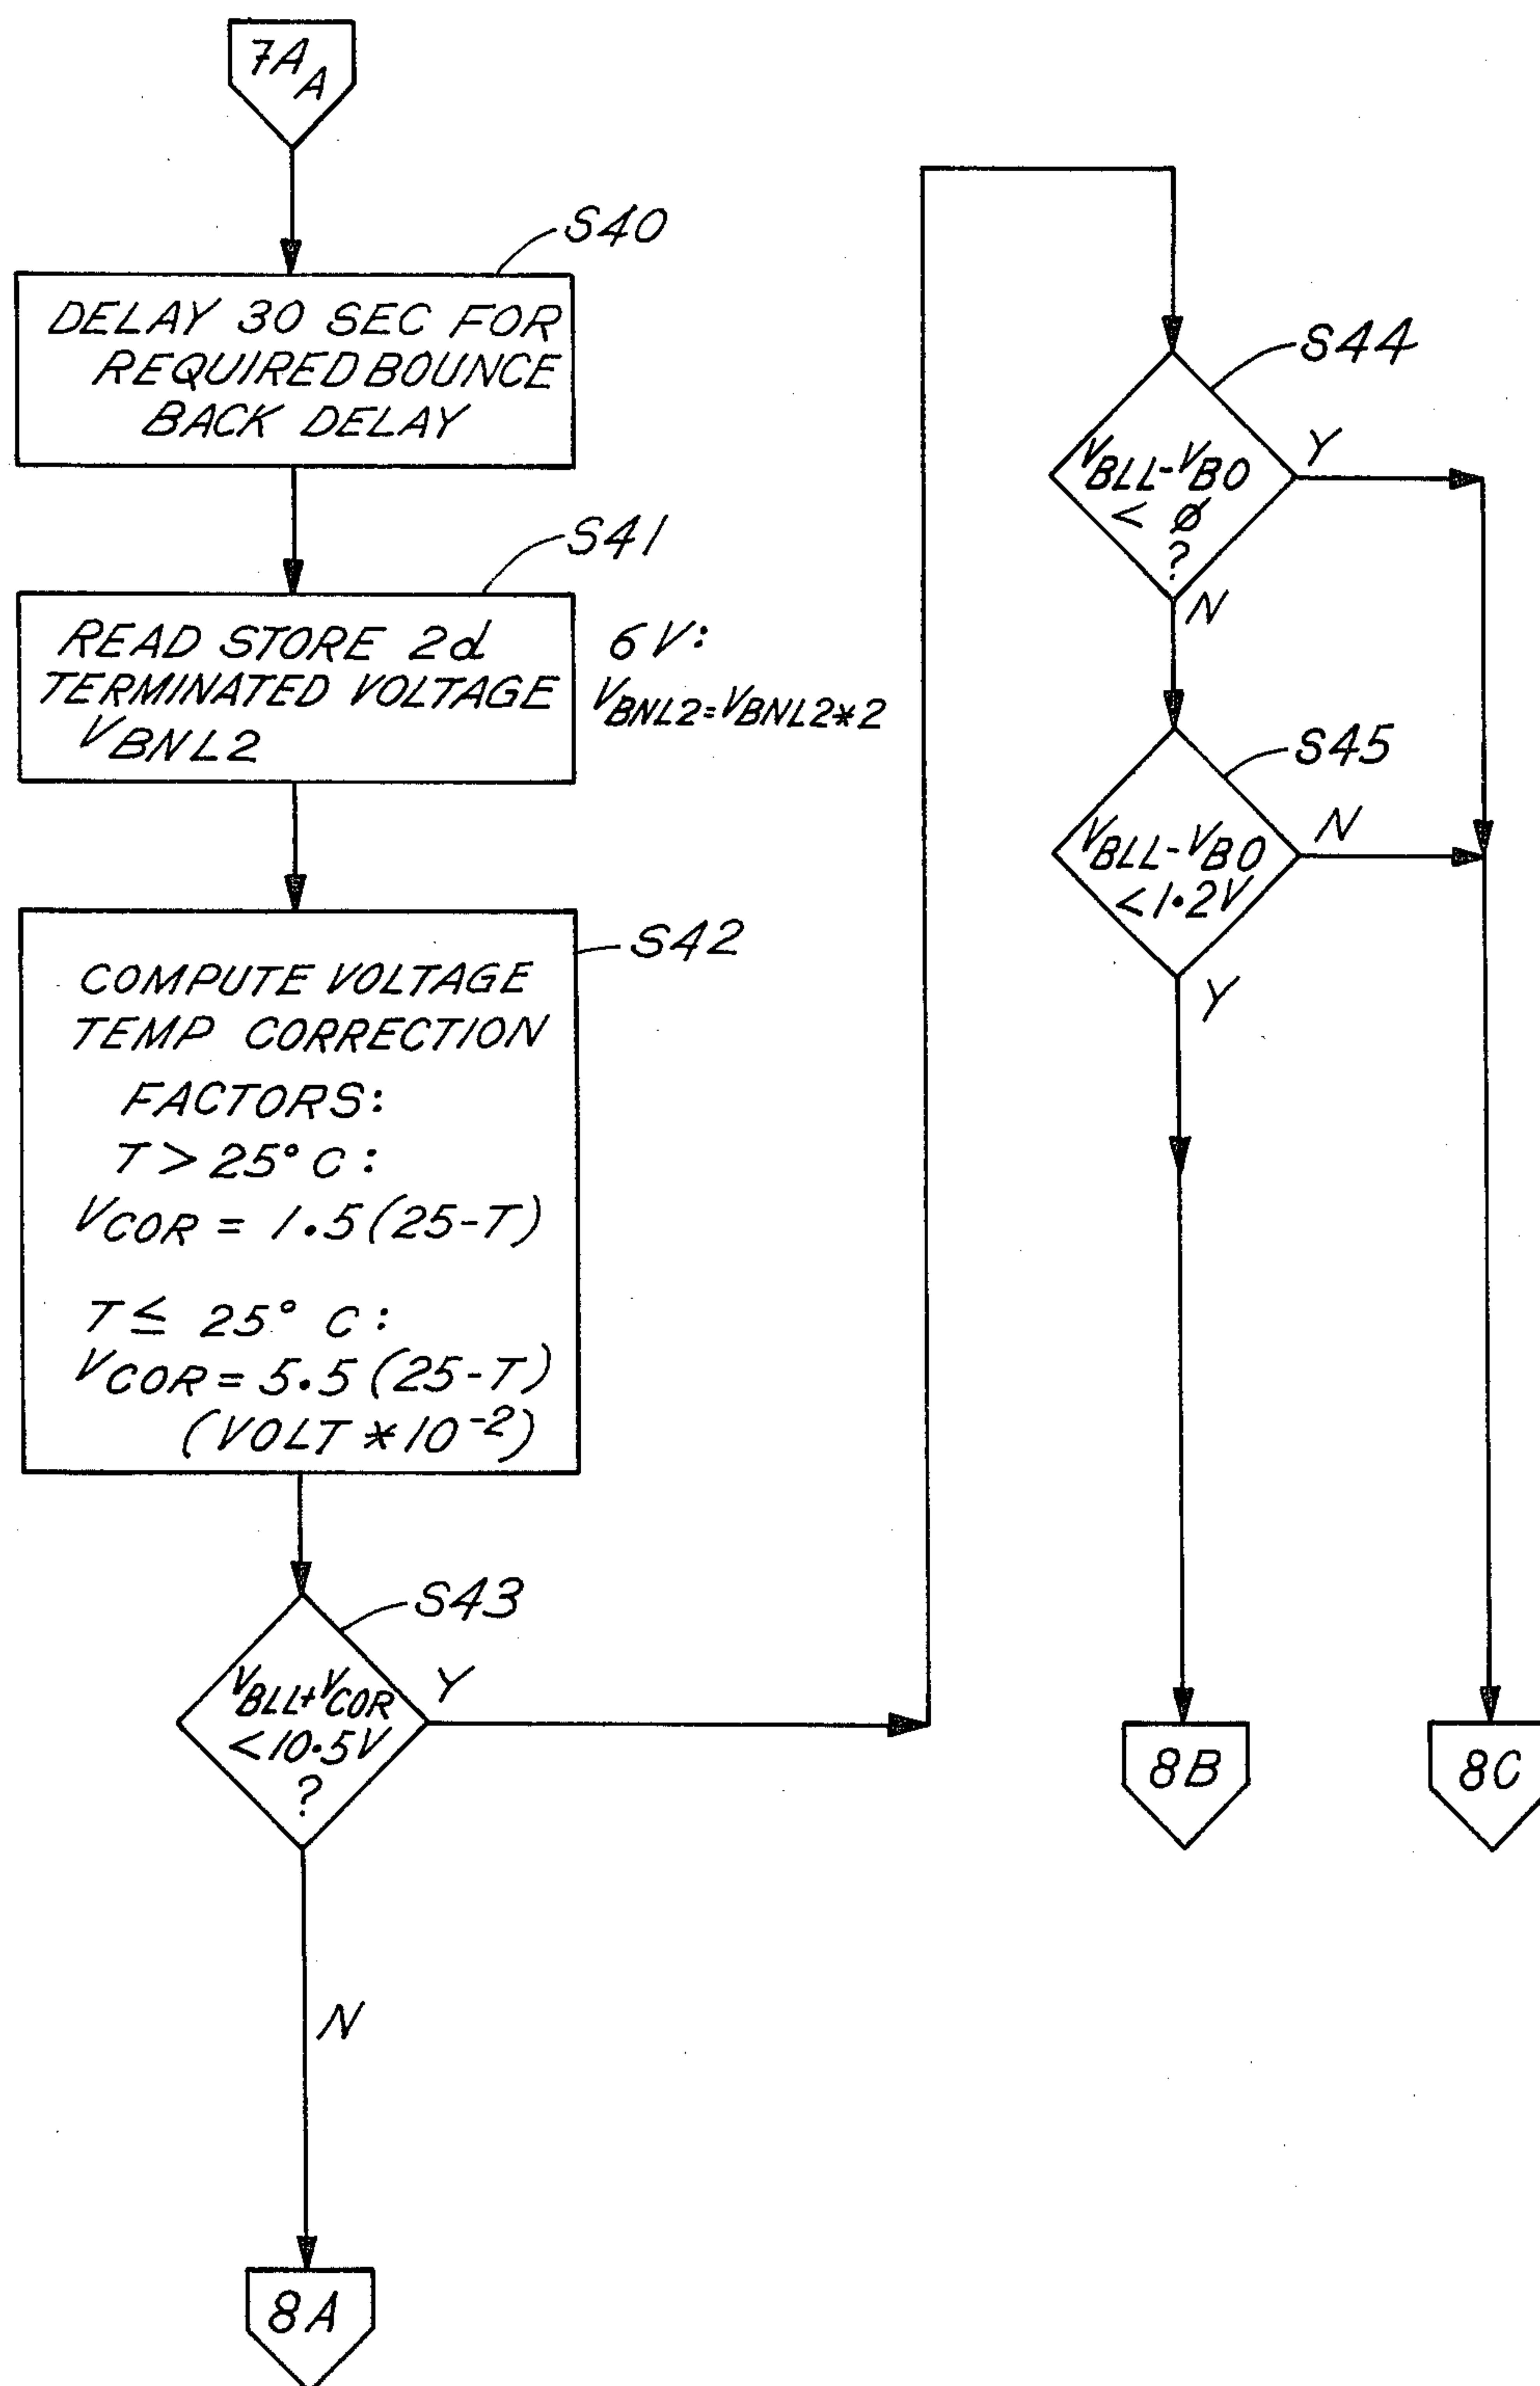 7A A
S40
DELAY 30 SEC FOR
REQUIRED BOUNCE
BACK DELAY
S41
READ STORE 2d
TERMINATED VOLTAGE
VBNL2
6V:
VBNL2=VBNL2*2
S42
COMPUTE VOLTAGE
TEMP CORRECTION
FACTORS:
T > 25° C:
VCOR = 1.5(25-T)
T ≤ 25° C:
VCOR = 5.5(25-T)
(VOLT * 10⁻²)
S43
VBLL+VCOR
<10.5V
?
Y
N
8A
S44
VBLL-VBO
< ∅
?
Y
N
S45
VBLL-VBO
<1.2V
N
Y
8B
8C